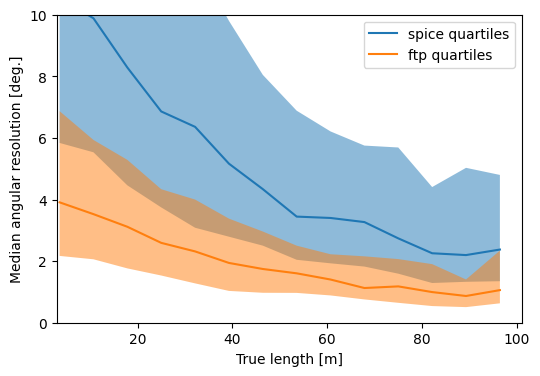 spice quartiles
ftp quartiles
Median angular resolution [deg.]
10
8
6
4
2
0
20
40
60
80
100
True length [m]